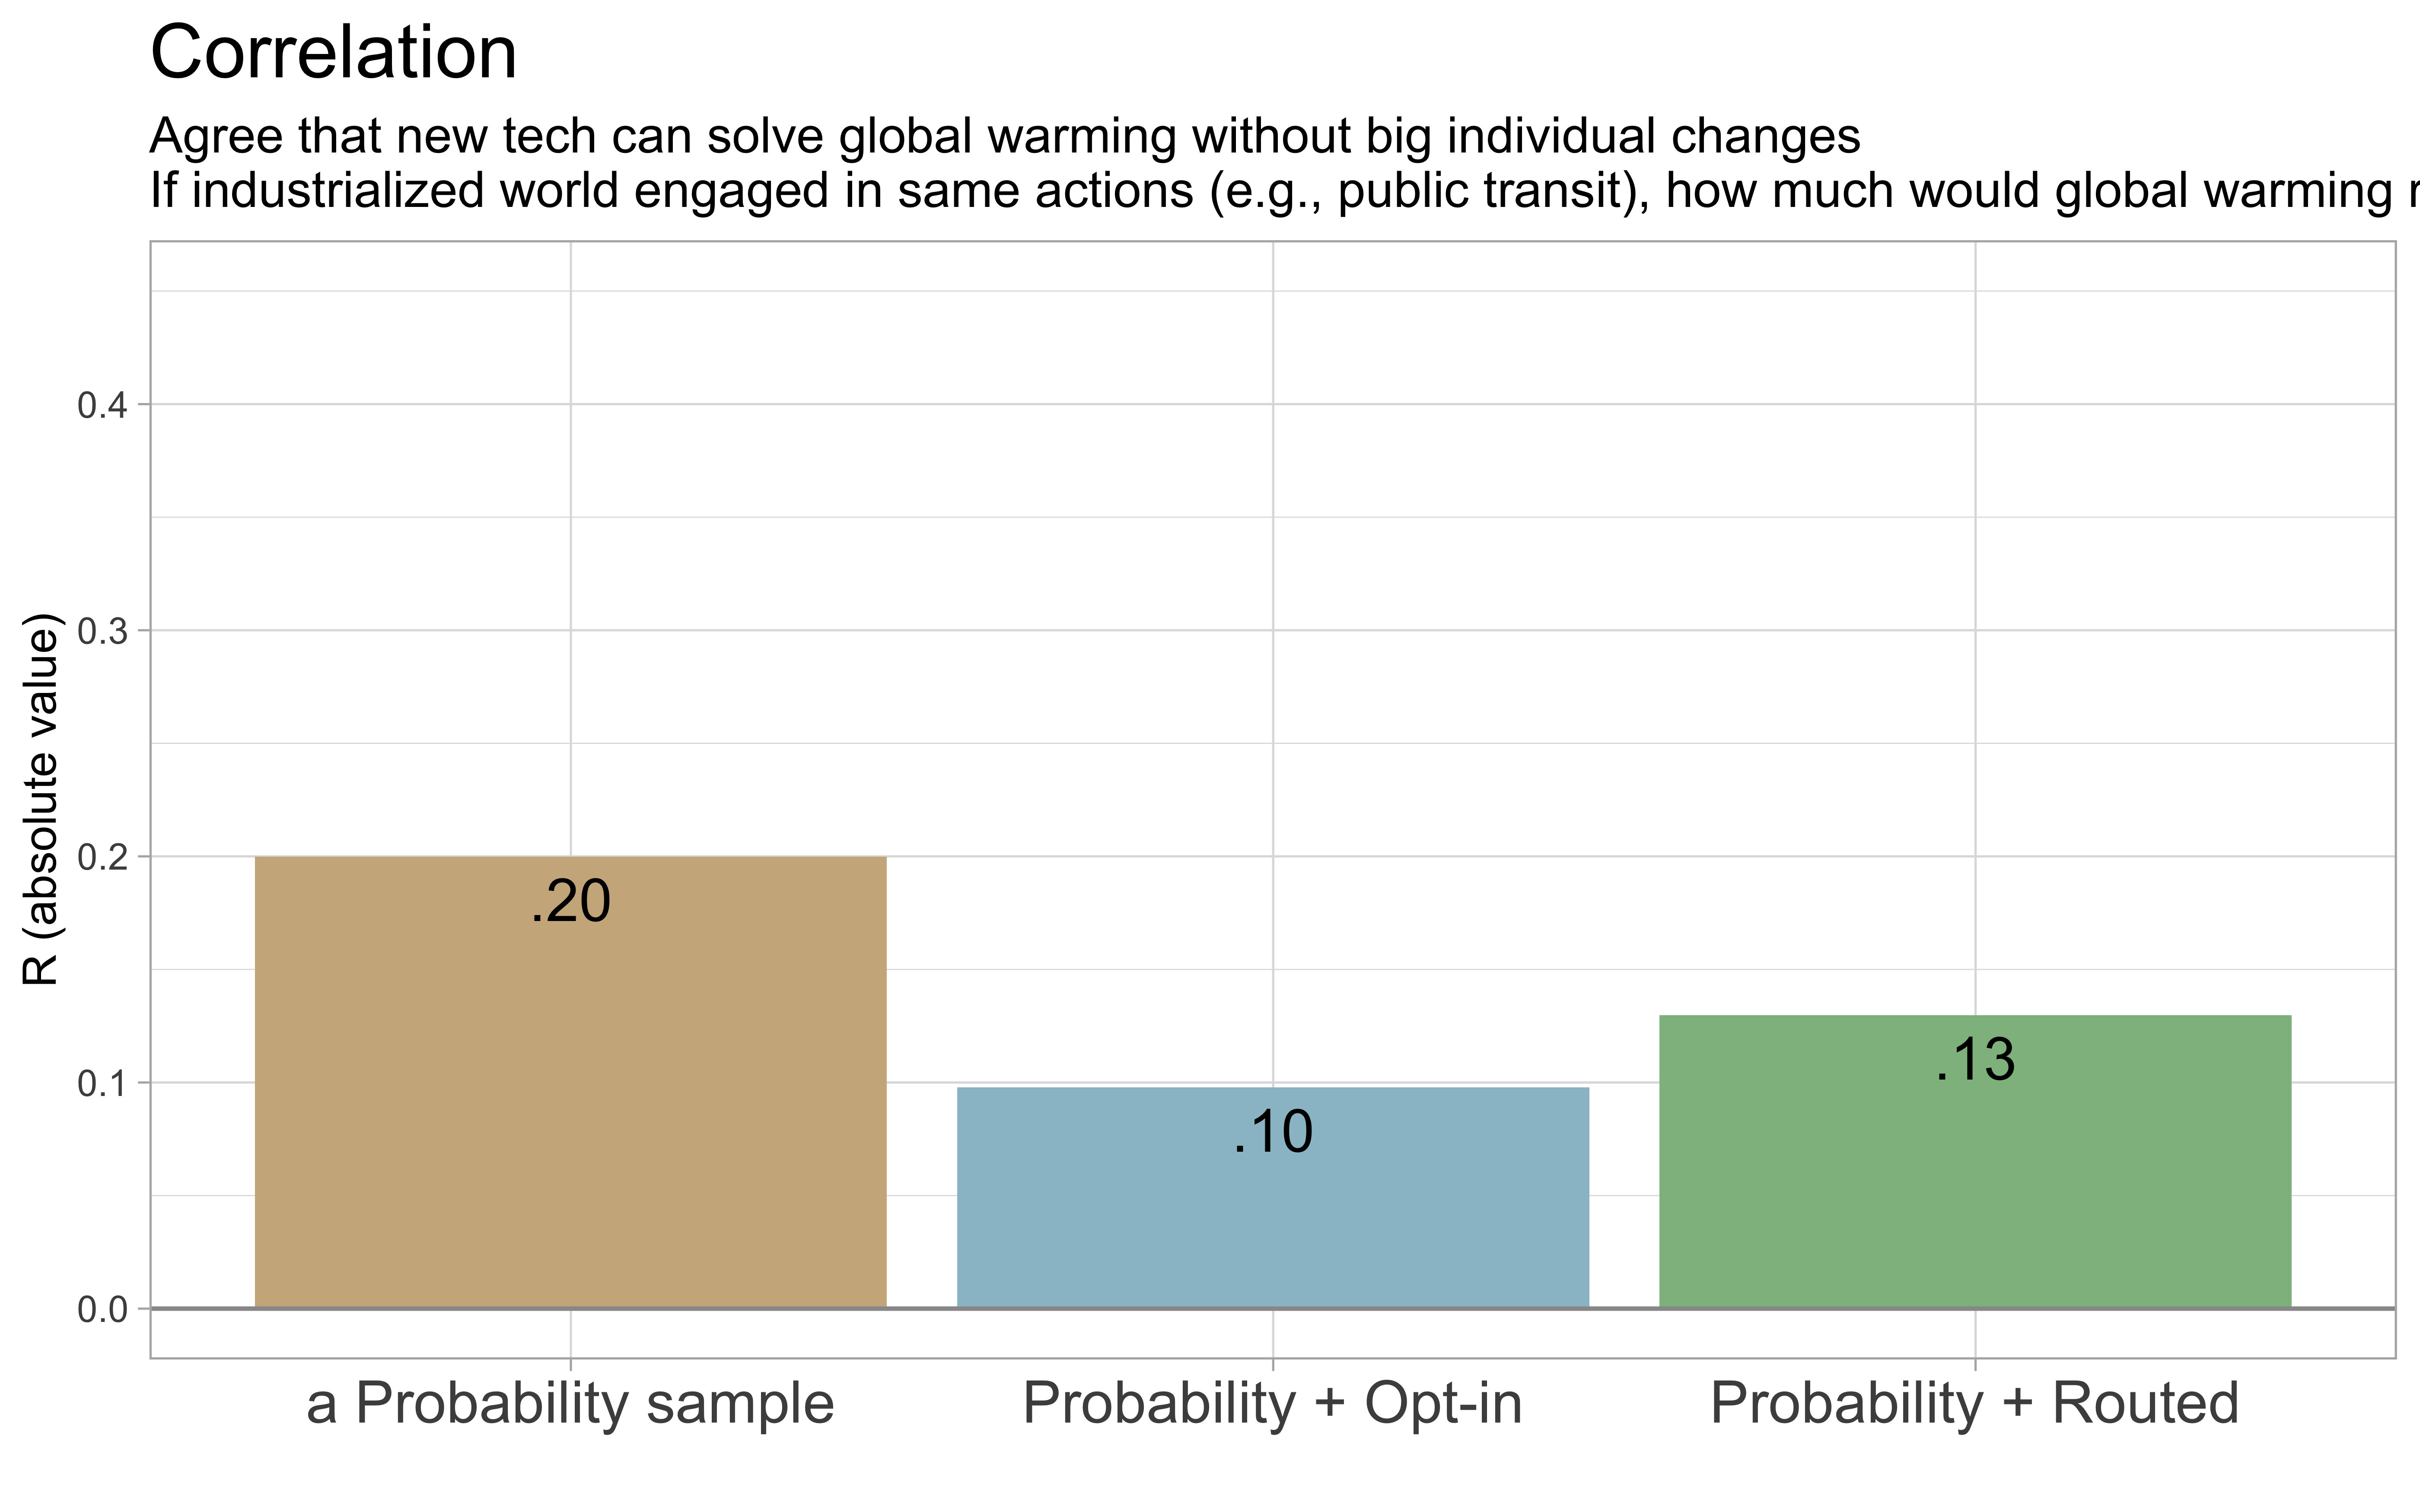 Correlation
Agree that new tech can solve global warming without big individual changes
If industrialized world engaged in same actions (e.g., public transit), how much would global warming
R (absolute value)
0.4
0.3
0.2
0.1
0.0
.20
.10
.13
a Probability sample
Probability + Opt-in
Probability + Routed